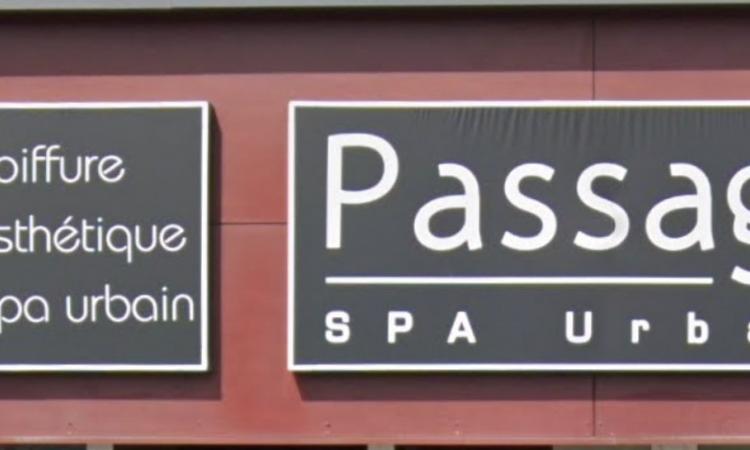 oiffure
sthétique
pa urbain
Passag
SPA Urba